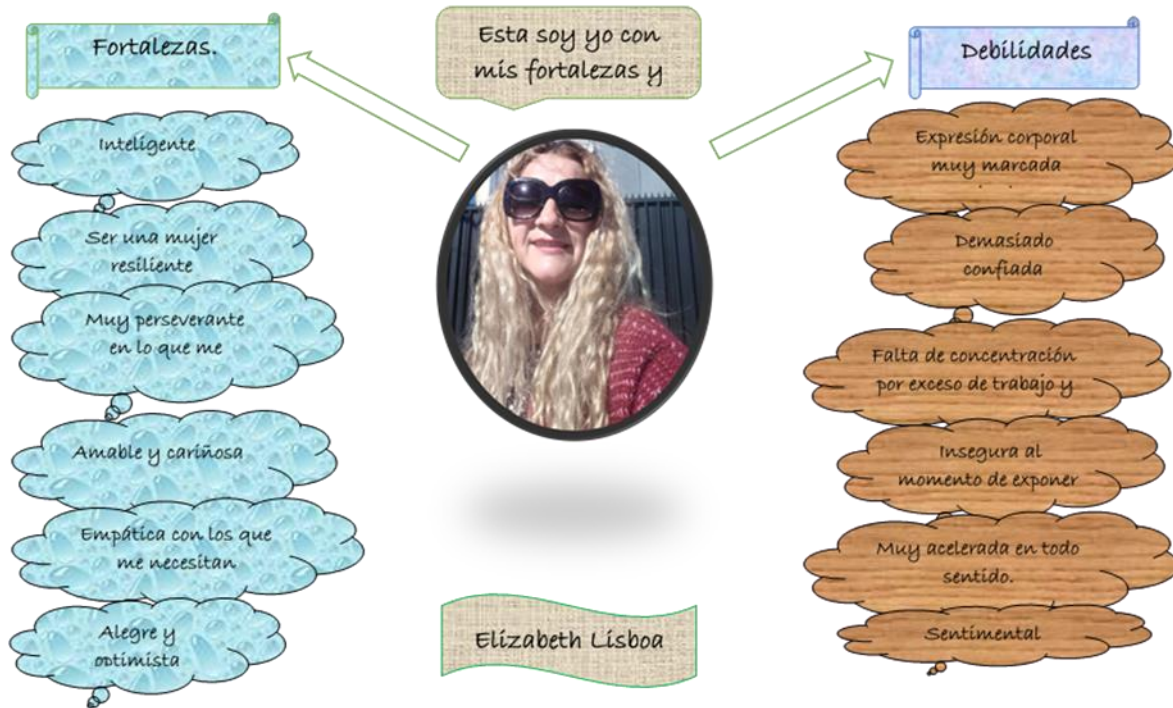 Fortalezas.
Esta soy yo con
mis fortalezas y
Debilidades
Inteligente
Ser una mujer
resiliente
Muy perseverante
en lo que me
Amable y cariñosa
Empática con los que
me necesitan
Alegre y
optimista
Expresión corporal
muy marcada
Demasiado
confiada
Falta de concentración
por exceso de trabajo y
Insegura al
momento de exponer
Muy acelerada en todo
sentido.
Sentimental
Elizabeth Lisboa